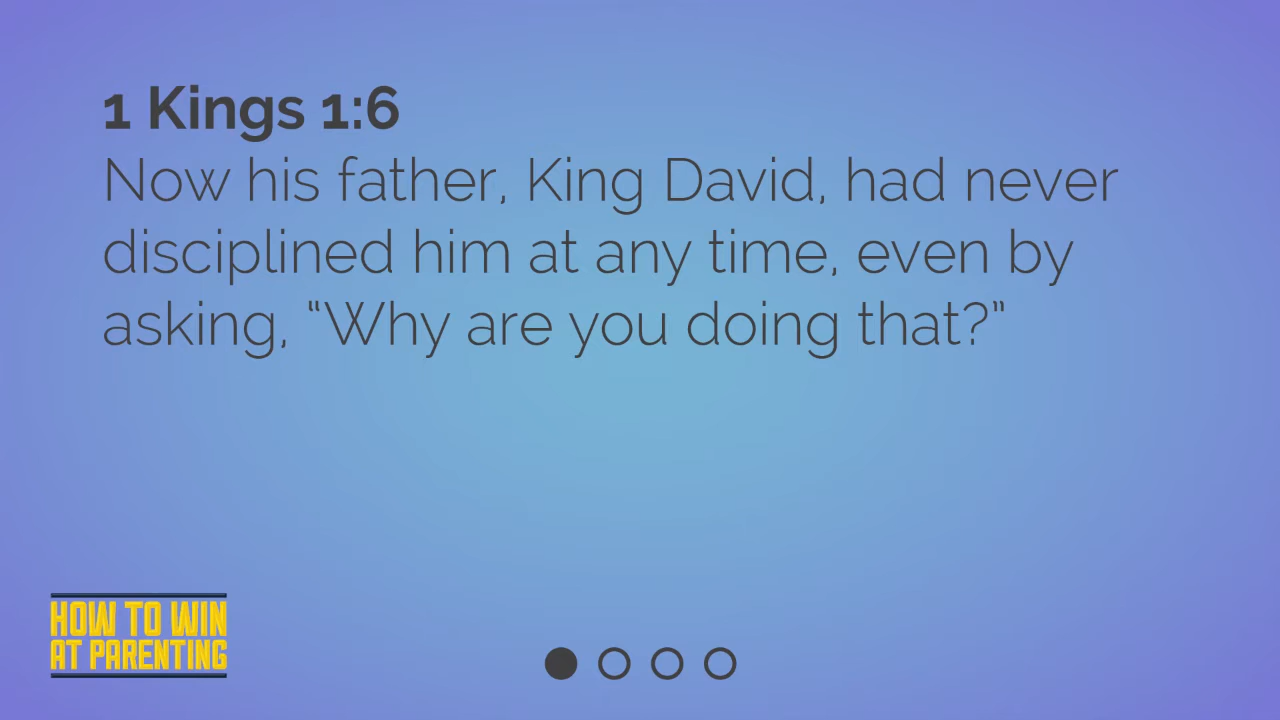 1 Kings 1:6
Now his father, King David, had never
disciplined him at any time, even by
asking, “Why are you doing that?”
HOW TO WIN
AT PARENTING